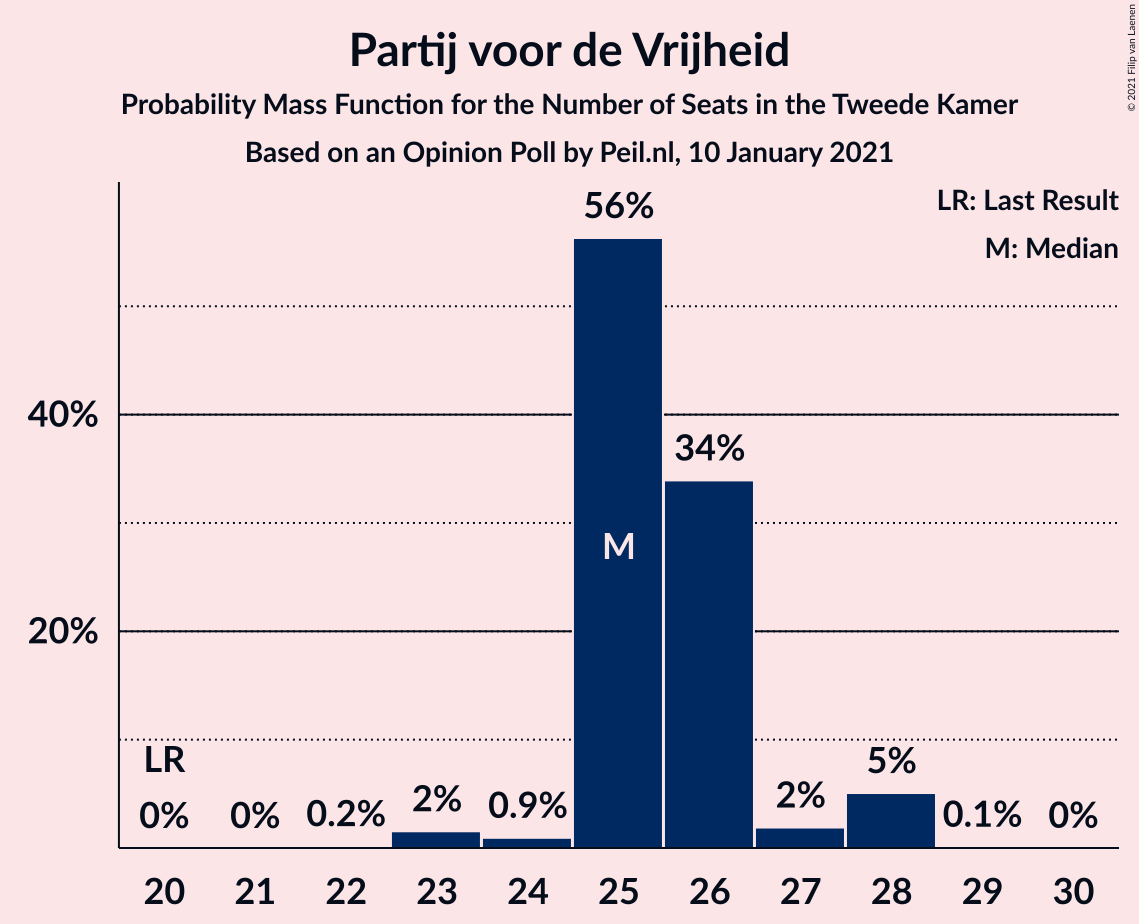 Partij voor de Vrijheid
Probability Mass Function for the Number of Seats in the Tweede Kamer
Based on an Opinion Poll by Peil.nl, 10 January 2021
© 2021 Filip van Laenen
LR: Last Result
M: Median
56%
40%
34%
M
20%
LR
0%
0%
0.2%
2%
0.9%
2%
5%
0.1%
0%
20 21 22 23 24 25 26 27 28 29 30